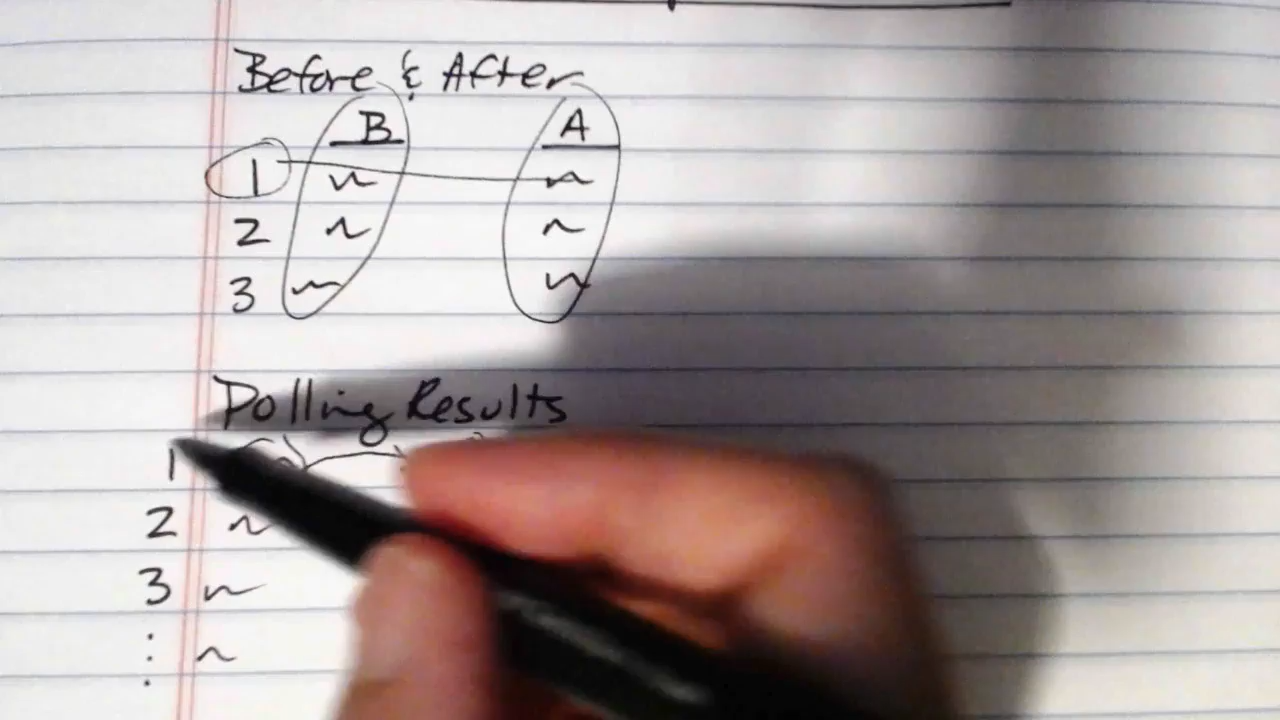 Before & After
B A
1 ~ ~
2 ~ ~
3 ~ ~
Polling Results
1
2 ~
3 ~
: ~